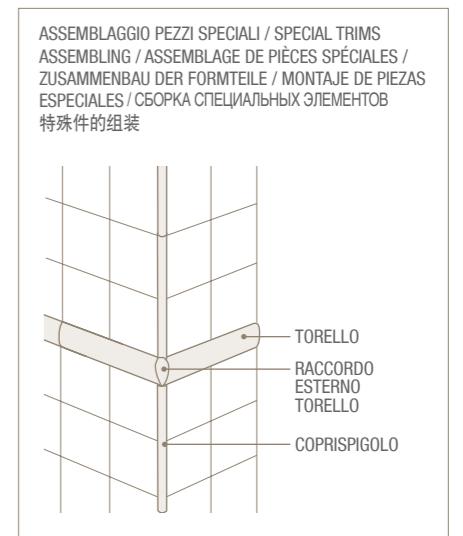 ASSEMBLAGGIO PEZZI SPECIALI / SPECIAL TRIMS
ASSEMBLING / ASSEMBLAGE DE PIÈCES SPÉCIALES /
ZUSAMMENBAU DER FORMTEILE / MONTAJE DE PIEZAS
ESPECIALES / СБОРКА СПЕЦИАЛЬНЫХ ЭЛЕМЕНТОВ
特殊件的组装
TORELLO
RACCORDO
ESTERNO
TORELLO
COPRISPIGOLO